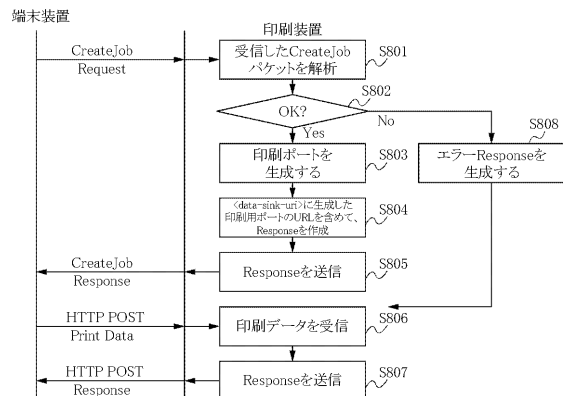 端末装置
印刷装置
CreateJob
Request
受信したCreateJob
パケットを解析
S801
S802
OK?
Yes
No
印刷ポートを
生成する
S803
S808
エラーResponseを
生成する
<data-sink-uri>に生成した
印刷用ポートのURLを含めて、
Responseを作成
S804
CreateJob
Response
Responseを送信
S805
HTTP POST
Print Data
印刷データを受信
S806
HTTP POST
Response
Responseを送信
S807